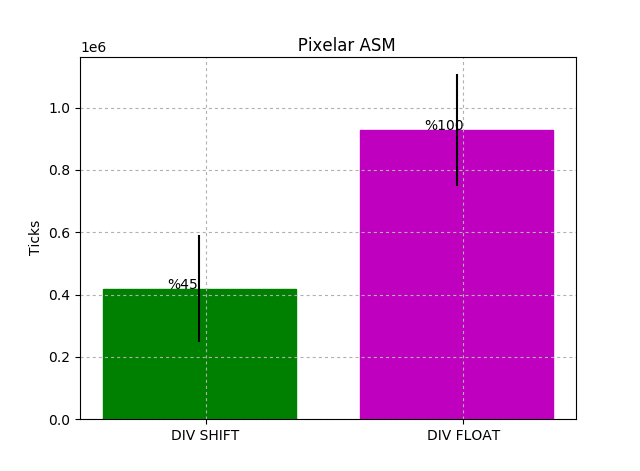 Pixelar ASM
1e6
1.0
0.8
0.6
0.4
0.2
0.0
Ticks
%45
%100
DIV SHIFT
DIV FLOAT